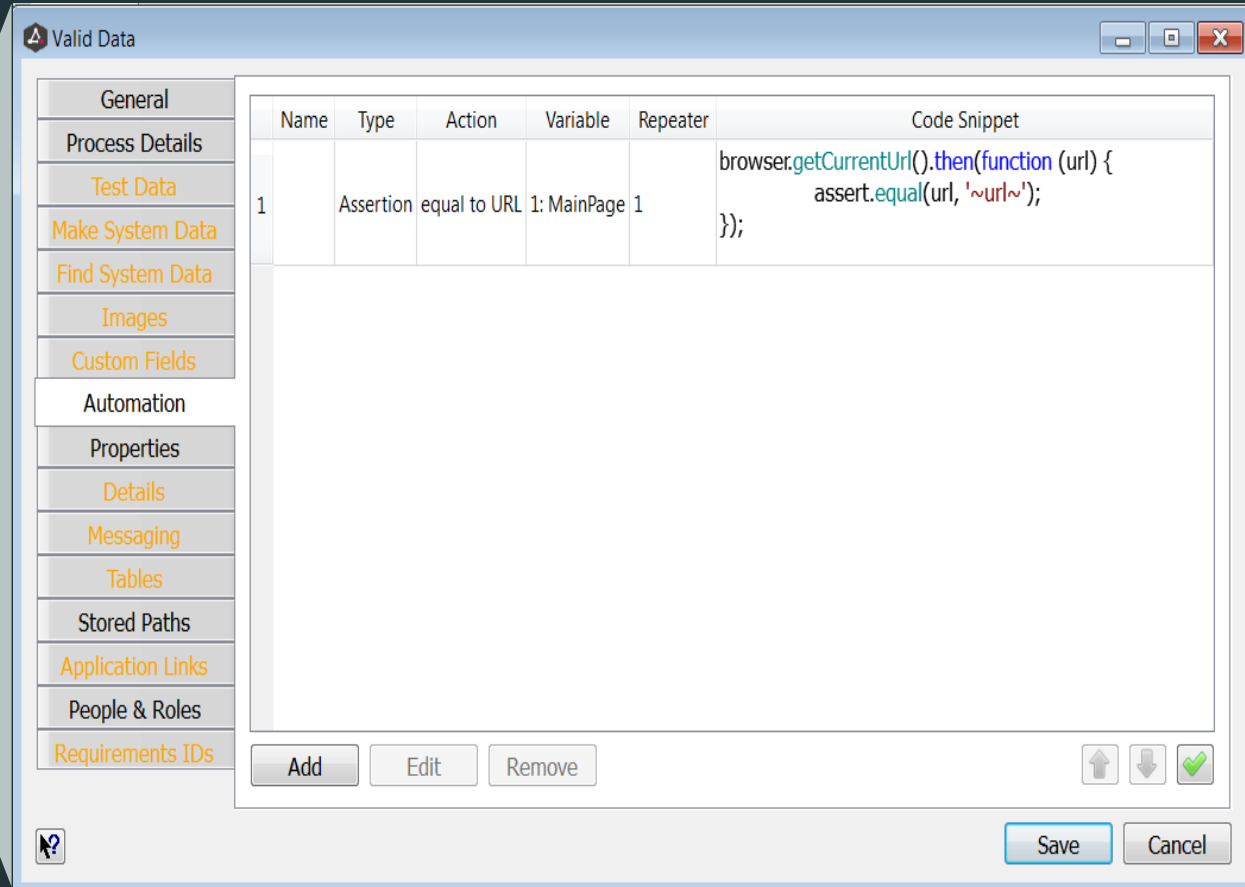 Valid Data
General
Process Details
Test Data
Make System Data
Find System Data
Images
Custom Fields
Automation
Properties
Details
Messaging
Tables
Stored Paths
Application Links
People & Roles
Requirements IDs
Name Type Action Variable Repeater Code Snippet
1 Assertion equal to URL 1: MainPage 1
browser.getCurrentUrl().then(function (url) {
assert.equal(url, '~url~');
});
Add Edit Remove
Save Cancel